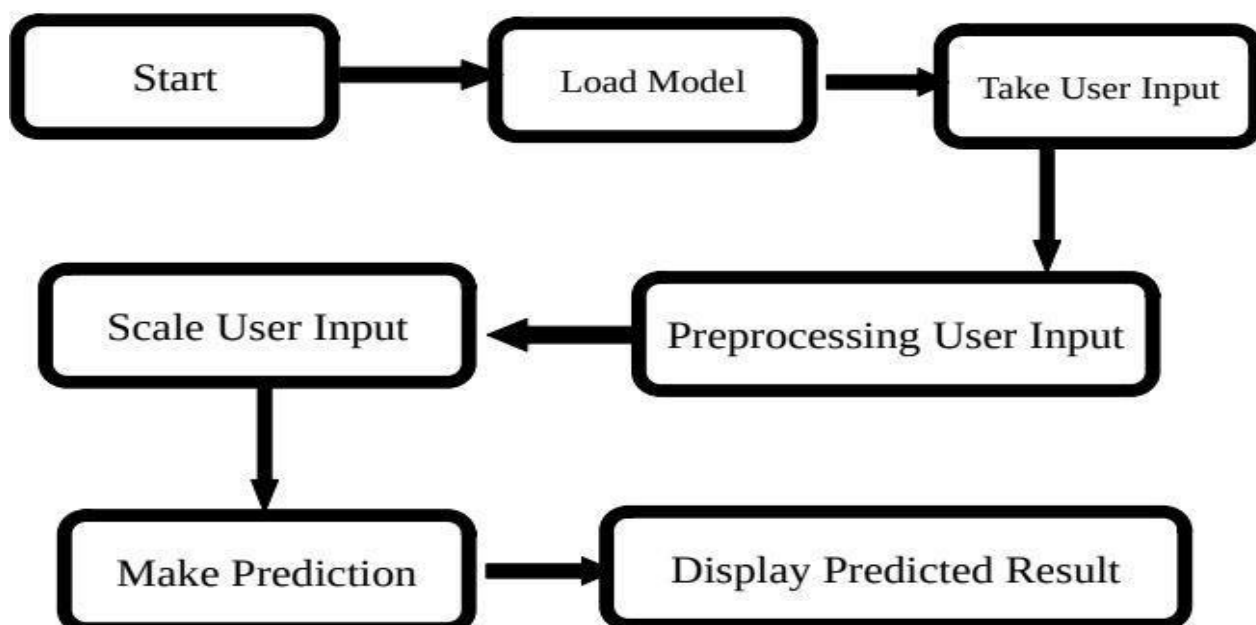 Start
Load Model
Take User Input
Preprocessing User Input
Scale User Input
Make Prediction
Display Predicted Result